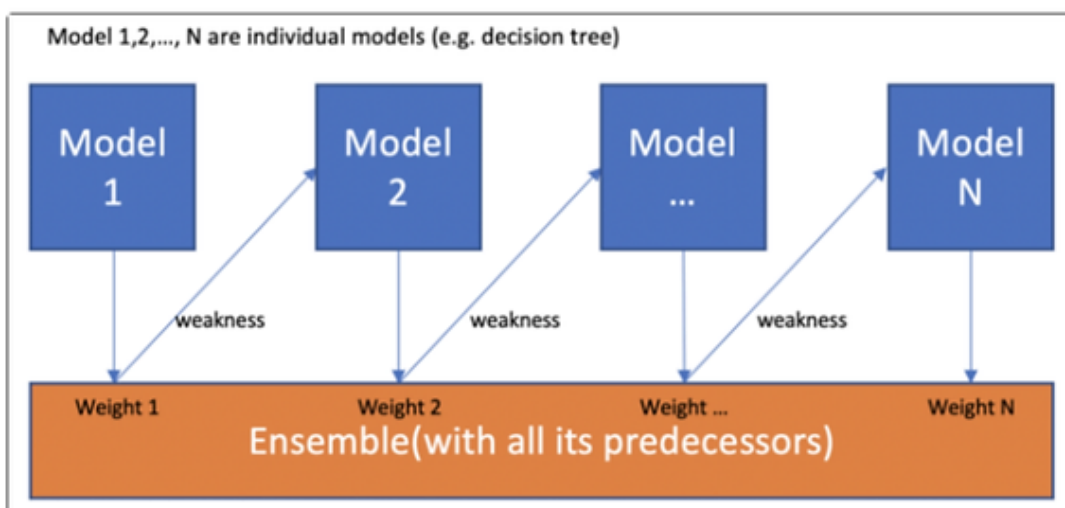 Model 1,2,..., N are individual models (e.g. decision tree)
Model
1
Model
2
Model
...
Model
N
weakness
weakness
weakness
Weight 1
Weight 2
Weight ...
Weight N
Ensemble(with all its predecessors)